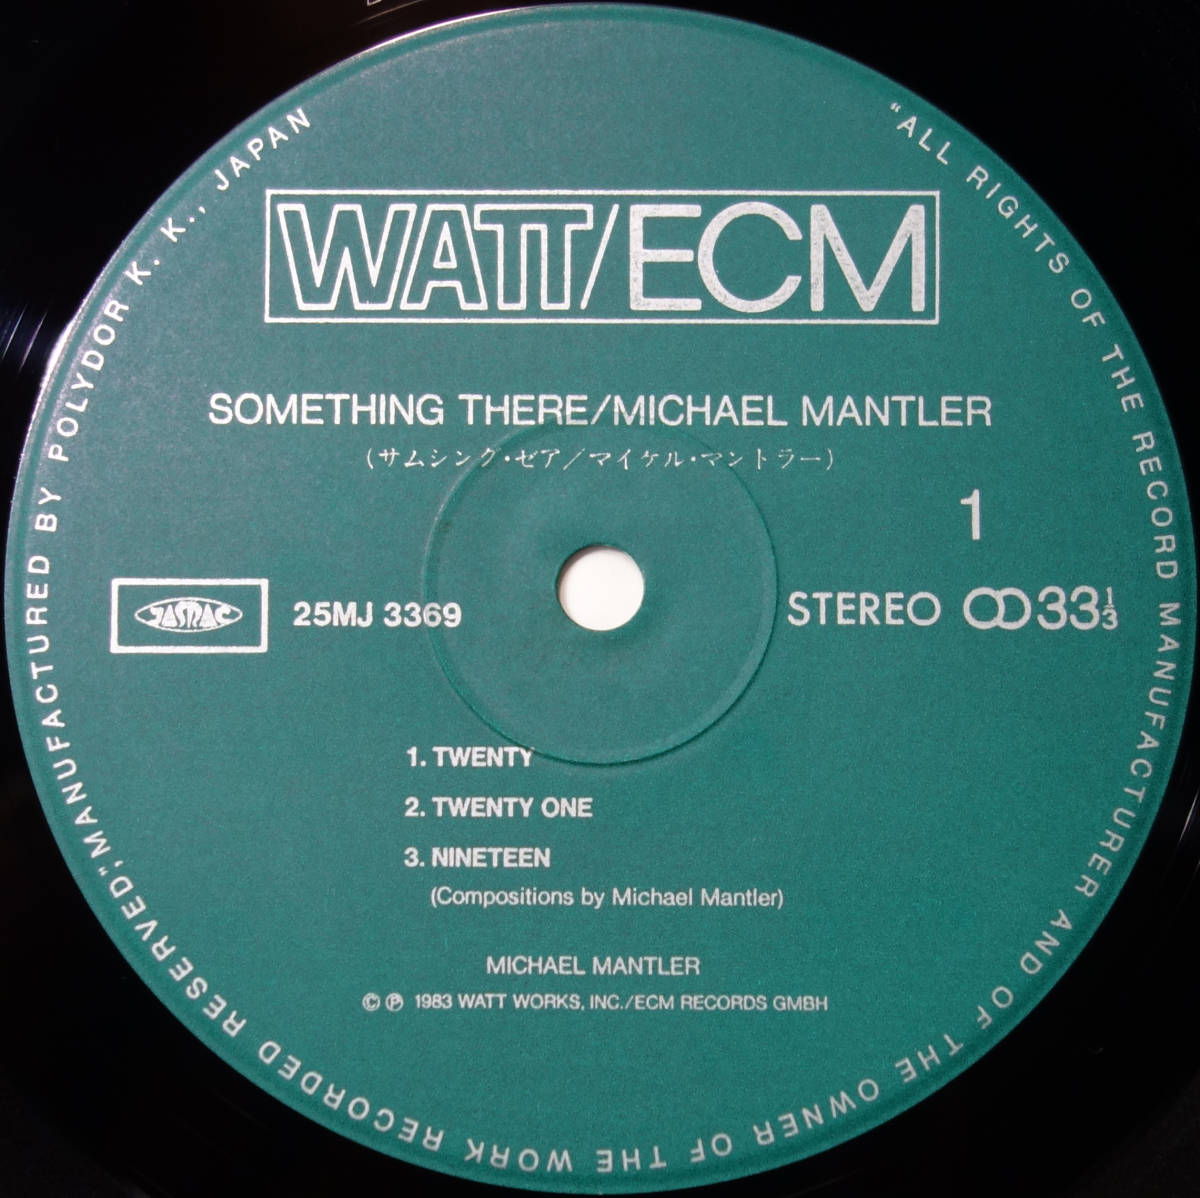 WATT/ECM
SOMETHING THERE/MICHAEL MANTLER
(サムシング・ゼア/マイケル・マントラー)
1
JASRAC
25MJ 3369
STEREO 33 1/3
1. TWENTY
2. TWENTY ONE
3. NINETEEN
(Compositions by Michael Mantler)
MICHAEL MANTLER
© ℗ 1983 WATT WORKS, INC./ECM RECORDS GMBH
"ALL RIGHTS OF THE RECORD MANUFACTURER AND OF THE OWNER OF THE WORK RECORDED RESERVED", MANUFACTURED BY POLYDOR K. K., JAPAN